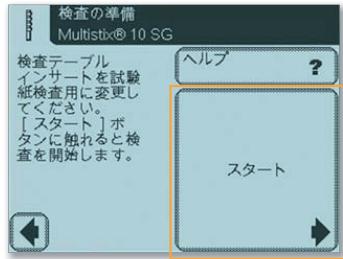 検査の準備
Multistix® 10 SG
検査テーブル
インサートを試験
紙検査用に変更し
てください。
[スタート]ボ
タンに触れると検
査を開始します。
ヘルプ ?
スタート